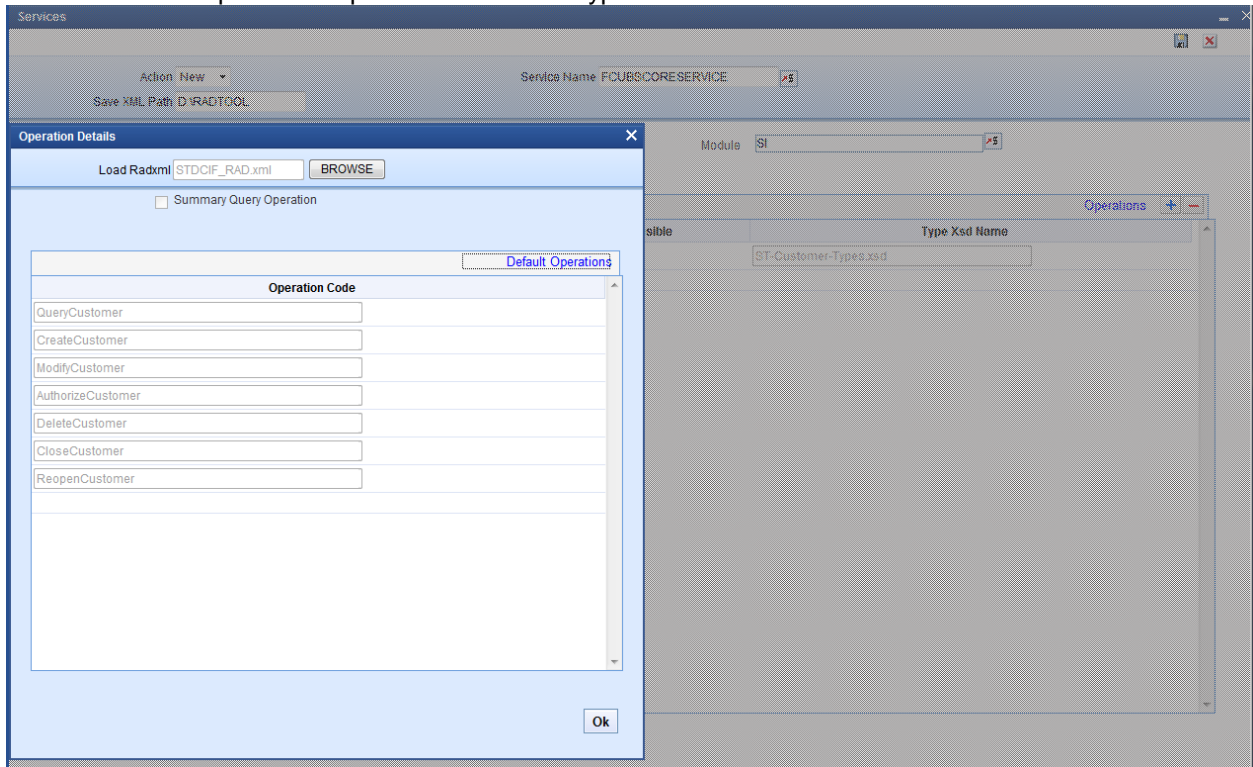 Services
Action New
Service Name FCUBSCORESERVICE
Save XML Path D:\RADTOOL
Operation Details
Module SI
Load Radxml STDCIF_RAD.xml BROWSE
Summary Query Operation
Operations
sible Type Xsd Name
ST-Customer-Types.xsd
Default Operations
Operation Code
QueryCustomer
CreateCustomer
ModifyCustomer
AuthorizeCustomer
DeleteCustomer
CloseCustomer
ReopenCustomer
Ok